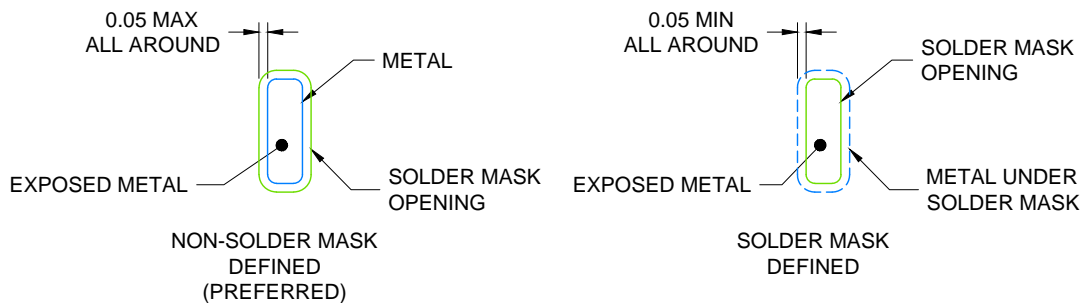 0.05 MAX
ALL AROUND
METAL
EXPOSED METAL
SOLDER MASK
OPENING
NON-SOLDER MASK
DEFINED
(PREFERRED)
0.05 MIN
ALL AROUND
SOLDER MASK
OPENING
EXPOSED METAL
METAL UNDER
SOLDER MASK
SOLDER MASK
DEFINED